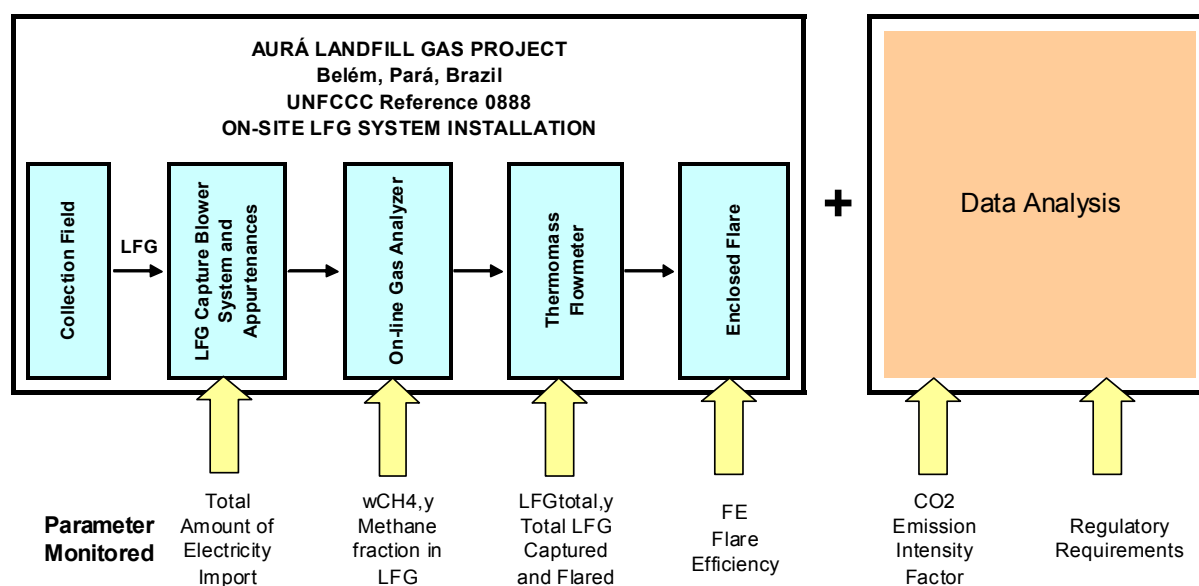 AURÁ LANDFILL GAS PROJECT
Belém, Pará, Brazil
UNFCCC Reference 0888
ON-SITE LFG SYSTEM INSTALLATION
Collection Field
LFG
LFG Capture Blower
System and
Appurtenances
On-line Gas Analyzer
Thermomass
Flowmeter
Enclosed Flare
+
Data Analysis
Parameter
Monitored
Total
Amount of
Electricity
Import
wCH4,y
Methane
fraction in
LFG
LFGtotal,y
Total LFG
Captured
and Flared
FE
Flare
Efficiency
CO2
Emission
Intensity
Factor
Regulatory
Requirements